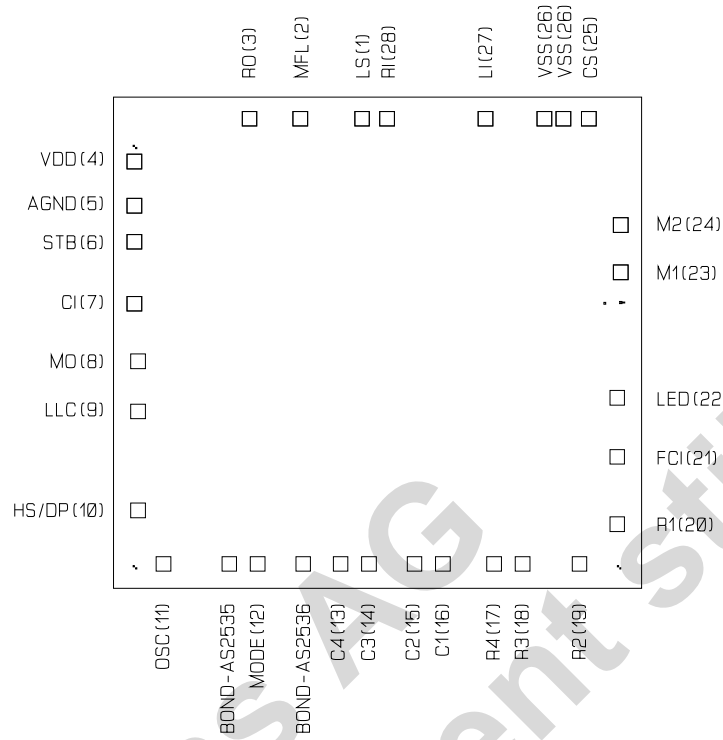 RO(3)
MFL(2)
LS(1)
RI(28)
LI(27)
VSS(26)
VSS(26)
CS(25)
VDD(4)
AGND(5)
STB(6)
CI(7)
MO(8)
LLC(9)
HS/DP(10)
M2(24)
M1(23)
LED(22
FCI(21)
R1(20)
OSC(11)
BOND-AS2535
MODE(12)
BOND-AS2536
C4(13)
C3(14)
C2(15)
C1(16)
R4(17)
R3(18)
R2(19)
AG